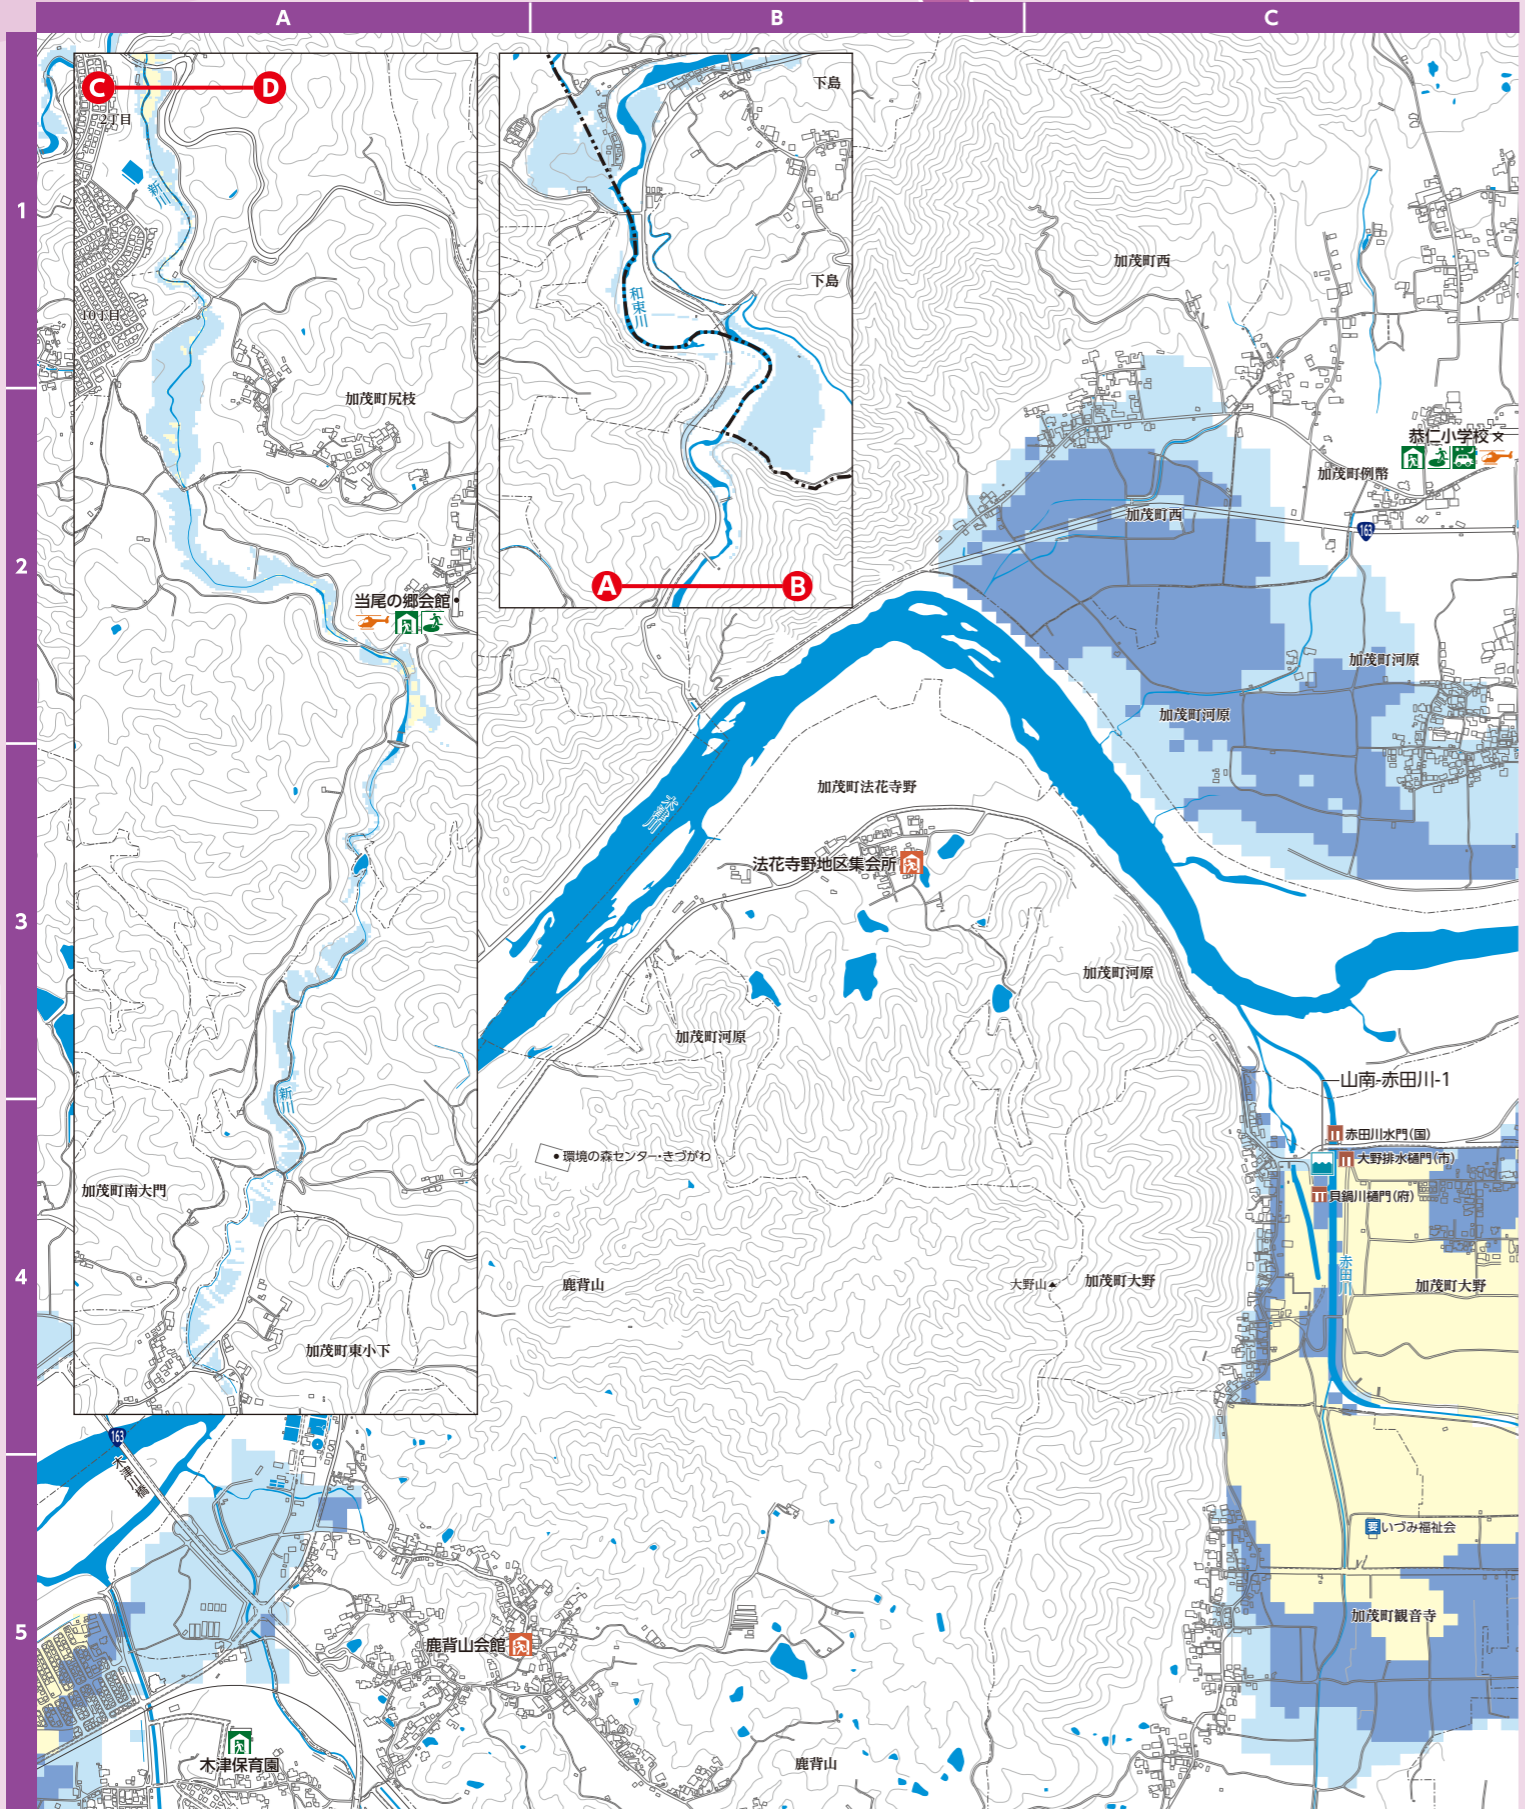 A
B
C
1
2
3
4
5
C
D
2丁目
新川
10丁目
加茂町尻枝
当尾の郷会館
新川
加茂町南大門
加茂町東小下
下島
下島
和束川
A
B
加茂町西
恭仁小学校
加茂町例幣
加茂町西
163
加茂町河原
加茂町河原
加茂町法花寺野
木津川
法花寺野地区集会所
加茂町河原
加茂町河原
山南-赤田川-1
赤田川水門(国)
大野排水樋門(市)
貝鍋川樋門(府)
環境の森センター・きづがわ
鹿背山
大野山
加茂町大野
赤田川
加茂町大野
163
木津川橋
要
いづみ福祉会
加茂町観音寺
鹿背山会館
木津保育園
鹿背山